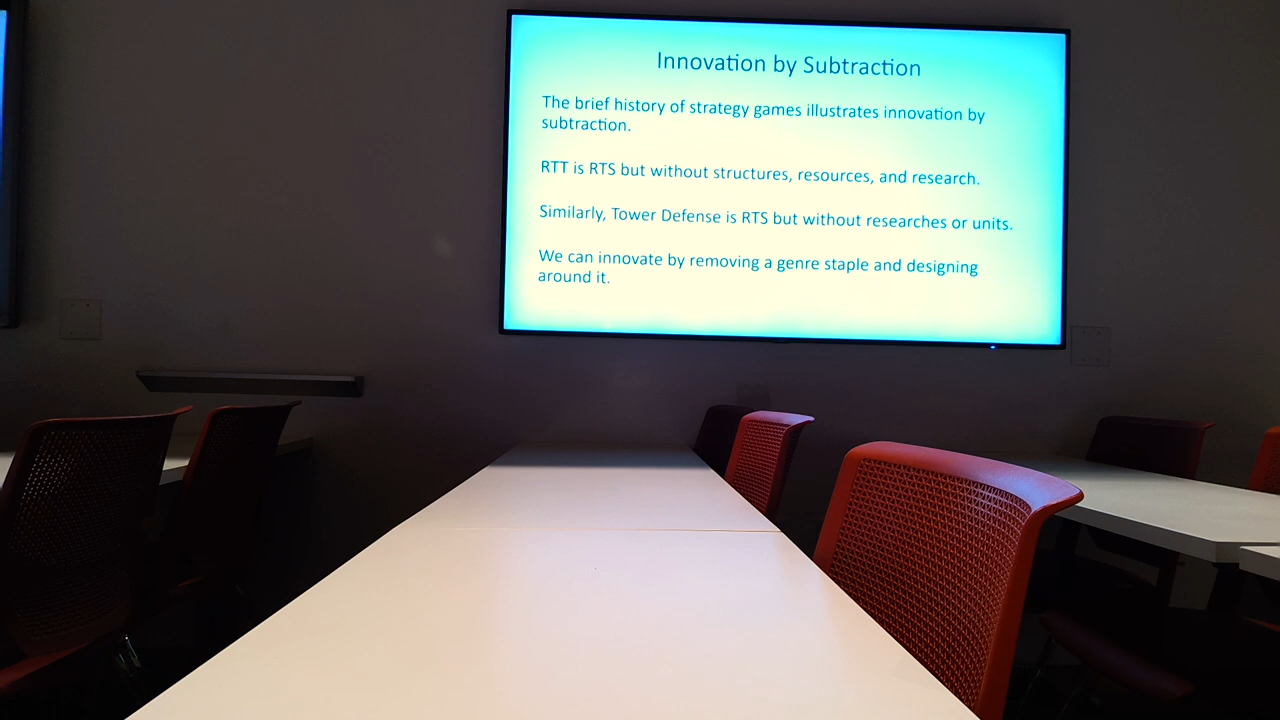 Innovation by Subtraction
The brief history of strategy games illustrates innovation by
subtraction.
RTT is RTS but without structures, resources, and research.
Similarly, Tower Defense is RTS but without researches or units.
We can innovate by removing a genre staple and designing
around it.